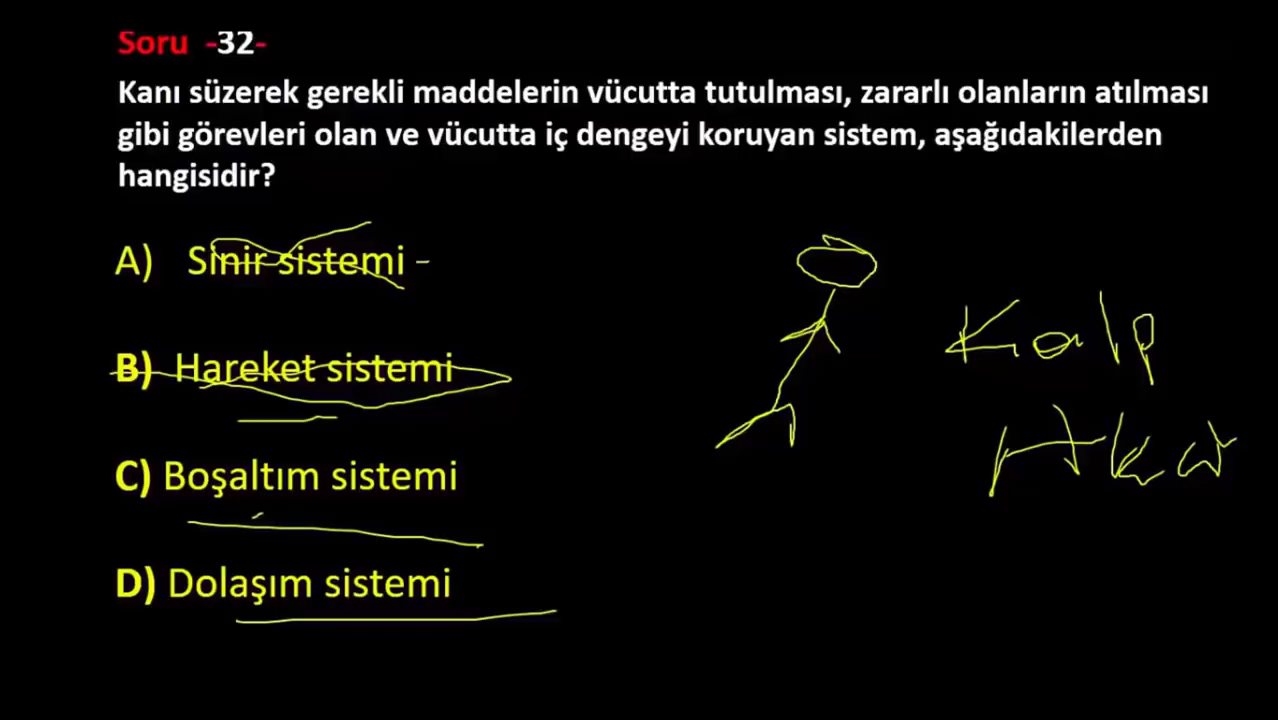 Soru -32-
Kanı süzerek gerekli maddelerin vücutta tutulması, zararlı olanların atılması
gibi görevleri olan ve vücutta iç dengeyi koruyan sistem, aşağıdakilerden
hangisidir?
A) Sinir sistemi -
B) Hareket sistemi
C) Boşaltım sistemi
D) Dolaşım sistemi
Kalp